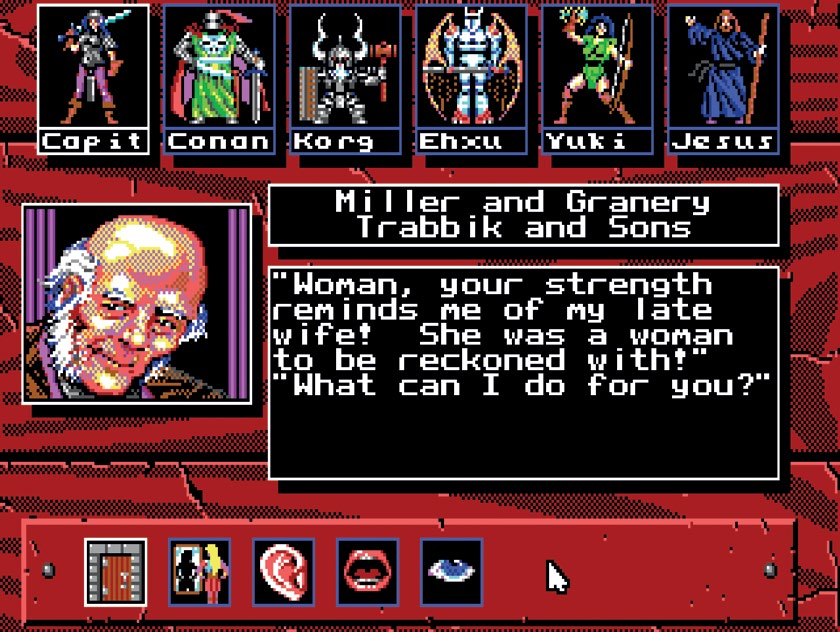 Capit
Conan
Korg
Ehxu
Yuki
Jesus
Miller and Granery
Trabbik and Sons
"Woman, your strength
reminds me of my late
wife!  She was a woman
to be reckoned with!"
"What can I do for you?"